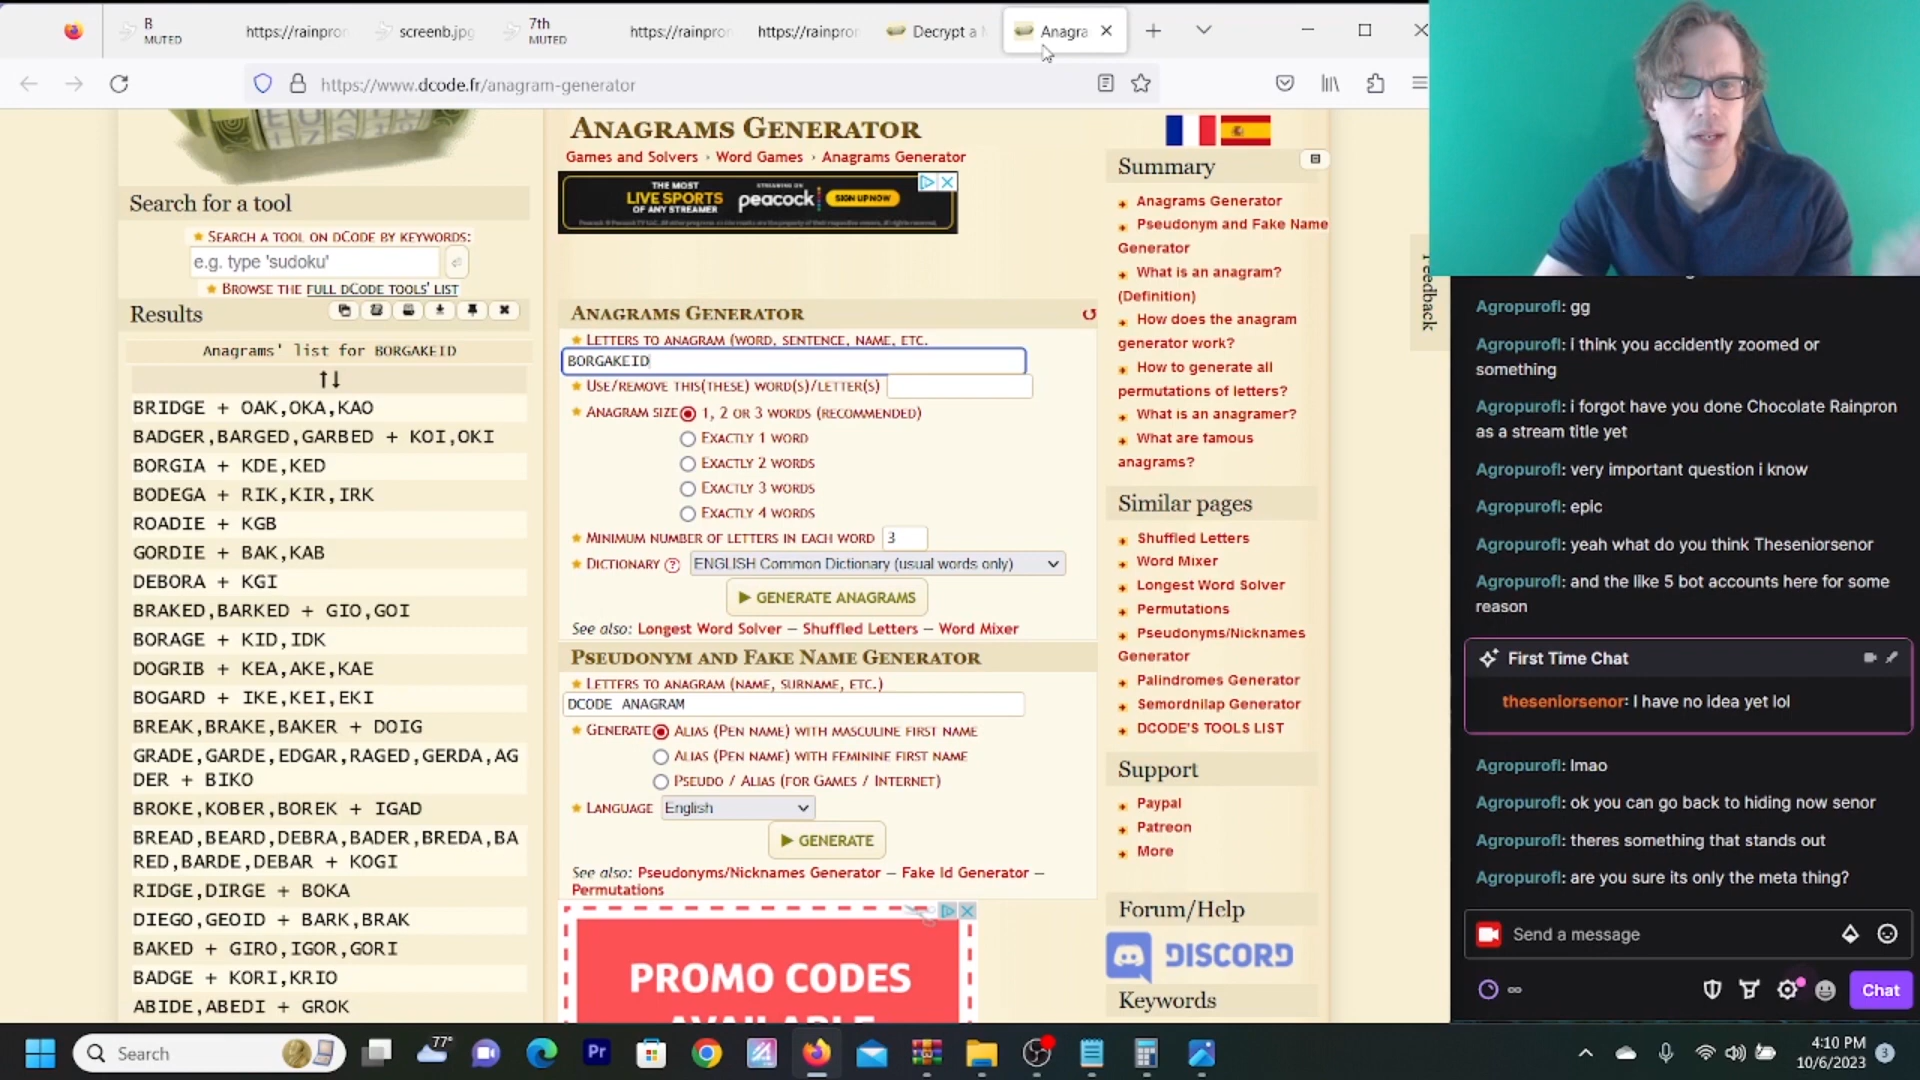 B
MUTED
https://rainpron
screenb.jpg
7th
MUTED
https://rainpron
https://rainpron
Decrypt a M
Anagra
https://www.dcode.fr/anagram-generator
Search for a tool
★ SEARCH A TOOL ON DCODE BY KEYWORDS:
e.g. type 'sudoku'
★ BROWSE THE FULL DCODE TOOLS' LIST
Results
Anagrams' list for BORGAKEID
↑↓
BRIDGE + OAK,OKA,KAO
BADGER,BARGED,GARBED + KOI,OKI
BORGIA + KDE,KED
BODEGA + RIK,KIR,IRK
ROADIE + KGB
GORDIE + BAK,KAB
DEBORA + KGI
BRAKED,BARKED + GIO,GOI
BORAGE + KID,IDK
DOGRIB + KEA,AKE,KAE
BOGARD + IKE,KEI,EKI
BREAK,BRAKE,BAKER + DOIG
GRADE,GARDE,EDGAR,RAGED,GERDA,AG
DER + BIKO
BROKE,KOBER,BOREK + IGAD
BREAD,BEARD,DEBRA,BADER,BREDA,BA
RED,BARDE,DEBAR + KOGI
RIDGE,DIRGE + BOKA
DIEGO,GEOID + BARK,BRAK
BAKED + GIRO,IGOR,GORI
BADGE + KORI,KRIO
ABIDE,ABEDI + GROK
ANAGRAMS GENERATOR
Games and Solvers › Word Games › Anagrams Generator
THE MOST
LIVE SPORTS
OF ANY STREAMER
STREAMING ON
peacock
SIGN UP NOW
ANAGRAMS GENERATOR
★ LETTERS TO ANAGRAM (WORD, SENTENCE, NAME, ETC.
BORGAKEID
★ USE/REMOVE THIS(THESE) WORD(S)/LETTER(S)
★ ANAGRAM SIZE 1, 2 OR 3 WORDS (RECOMMENDED)
EXACTLY 1 WORD
EXACTLY 2 WORDS
EXACTLY 3 WORDS
EXACTLY 4 WORDS
★ MINIMUM NUMBER OF LETTERS IN EACH WORD 3
★ DICTIONARY ? ENGLISH Common Dictionary (usual words only)
▶ GENERATE ANAGRAMS
See also: Longest Word Solver — Shuffled Letters — Word Mixer
PSEUDONYM AND FAKE NAME GENERATOR
★ LETTERS TO ANAGRAM (NAME, SURNAME, ETC.)
DCODE ANAGRAM
★ GENERATE ALIAS (PEN NAME) WITH MASCULINE FIRST NAME
ALIAS (PEN NAME) WITH FEMININE FIRST NAME
PSEUDO / ALIAS (FOR GAMES / INTERNET)
★ LANGUAGE English
▶ GENERATE
See also: Pseudonyms/Nicknames Generator — Fake Id Generator —
Permutations
PROMO CODES
AVAILABLE
Summary
Anagrams Generator
Pseudonym and Fake Name
Generator
What is an anagram?
(Definition)
How does the anagram
generator work?
How to generate all
permutations of letters?
What is an anagramer?
What are famous
anagrams?
Similar pages
Shuffled Letters
Word Mixer
Longest Word Solver
Permutations
Pseudonyms/Nicknames
Generator
Palindromes Generator
Semordnilap Generator
DCODE'S TOOLS LIST
Support
Paypal
Patreon
More
Forum/Help
DISCORD
Keywords
Feedback
Agropurofl: gg
Agropurofl: i think you accidently zoomed or
something
Agropurofl: i forgot have you done Chocolate Rainpron
as a stream title yet
Agropurofl: very important question i know
Agropurofl: epic
Agropurofl: yeah what do you think Theseniorsenor
Agropurofl: and the like 5 bot accounts here for some
reason
First Time Chat
theseniorsenor: I have no idea yet lol
Agropurofl: lmao
Agropurofl: ok you can go back to hiding now senor
Agropurofl: theres something that stands out
Agropurofl: are you sure its only the meta thing?
Send a message
∞
Chat
Search
77°
Pr
4:10 PM
10/6/2023
3